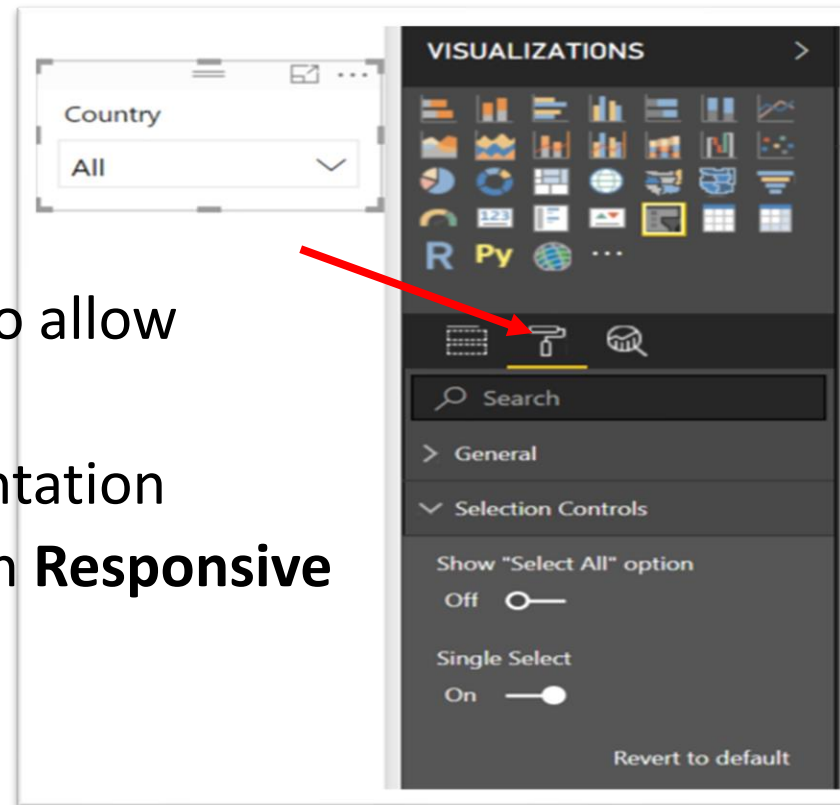 Country
All
o allow
ntation
n Responsive
VISUALIZATIONS
123
R Py
Search
General
Selection Controls
Show "Select All" option
Off
Single Select
On
Revert to default